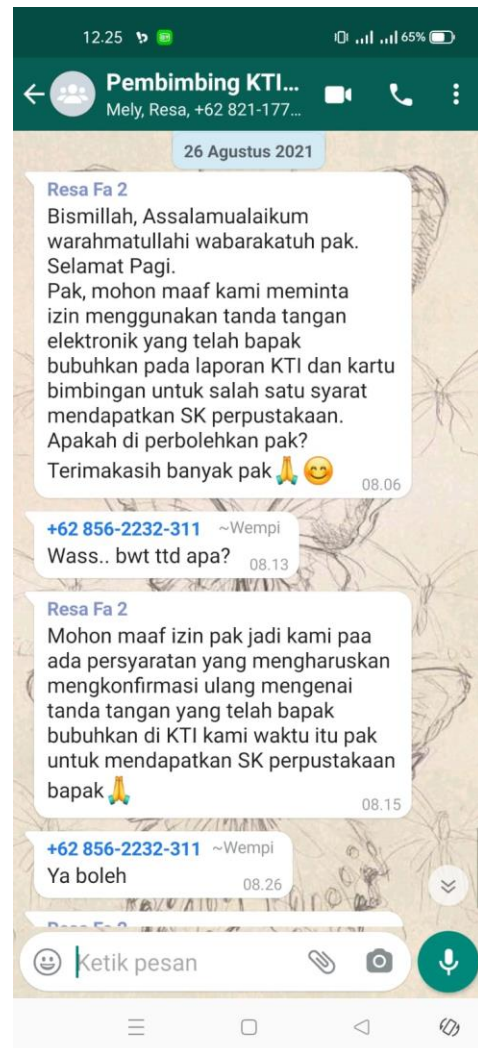 12.25
65%
Pembimbing KTI...
Mely, Resa, +62 821-177...
26 Agustus 2021
Resa Fa 2
Bismillah, Assalamualaikum
warahmatullahi wabarakatuh pak.
Selamat Pagi.
Pak, mohon maaf kami meminta
izin menggunakan tanda tangan
elektronik yang telah bapak
bubuhkan pada laporan KTI dan kartu
bimbingan untuk salah satu syarat
mendapatkan SK perpustakaan.
Apakah di perbolehkan pak?
Terimakasih banyak pak🙏😊
08.06
+62 856-2232-311 ~Wempi
Wass.. bwt ttd apa? 08.13
Resa Fa 2
Mohon maaf izin pak jadi kami paa
ada persyaratan yang mengharuskan
mengkonfirmasi ulang mengenai
tanda tangan yang telah bapak
bubuhkan di KTI kami waktu itu pak
untuk mendapatkan SK perpustakaan
bapak🙏
08.15
+62 856-2232-311 ~Wempi
Ya boleh 08.26
Resa Fa 2
Ketik pesan